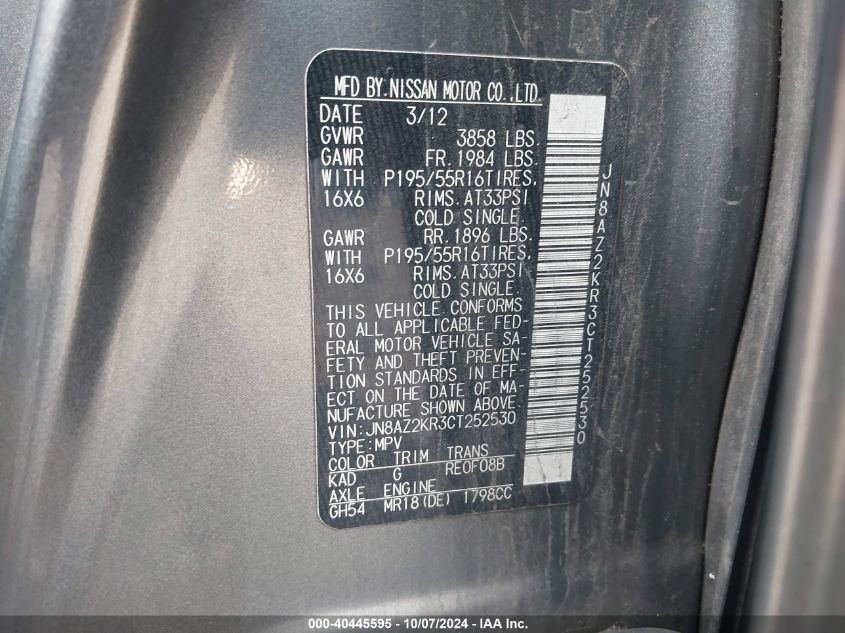 MFD BY.NISSAN MOTOR CO.,LTD.
DATE 3/12
GVWR 3858 LBS.
GAWR FR.1984 LBS.
WITH P195/55R16TIRES,
16X6 RIMS.AT33PSI
COLD SINGLE.
GAWR RR.1896 LBS.
WITH P195/55R16TIRES,
16X6 RIMS.AT33PSI
COLD SINGLE.
THIS VEHICLE CONFORMS
TO ALL APPLICABLE FED-
ERAL MOTOR VEHICLE SA-
FETY AND THEFT PREVEN-
TION STANDARDS IN EFF-
ECT ON THE DATE OF MA-
NUFACTURE SHOWN ABOVE.
VIN:JN8AZ2KR3CT252530
TYPE:MPV
COLOR TRIM TRANS
KAD G RE0F08B
AXLE ENGINE
GH54 MR18(DE) 1798CC
JN8AZ2KR3CT252530
000-40445595 - 10/07/2024 - IAA Inc.